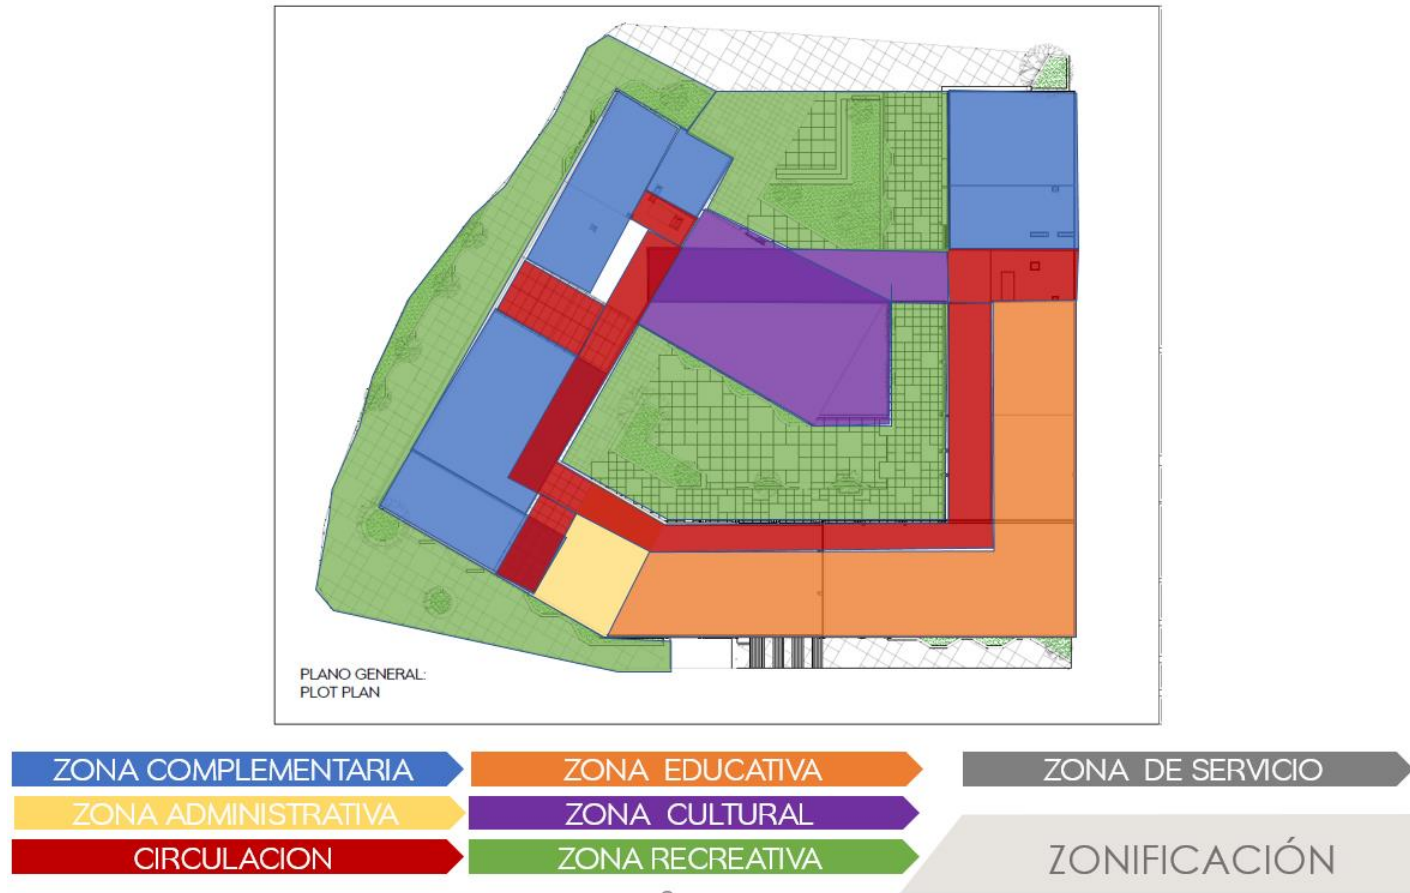 PLANO GENERAL:
PLOT PLAN
ZONA COMPLEMENTARIA
ZONA EDUCATIVA
ZONA DE SERVICIO
ZONA ADMINISTRATIVA
ZONA CULTURAL
CIRCULACION
ZONA RECREATIVA
ZONIFICACIÓN